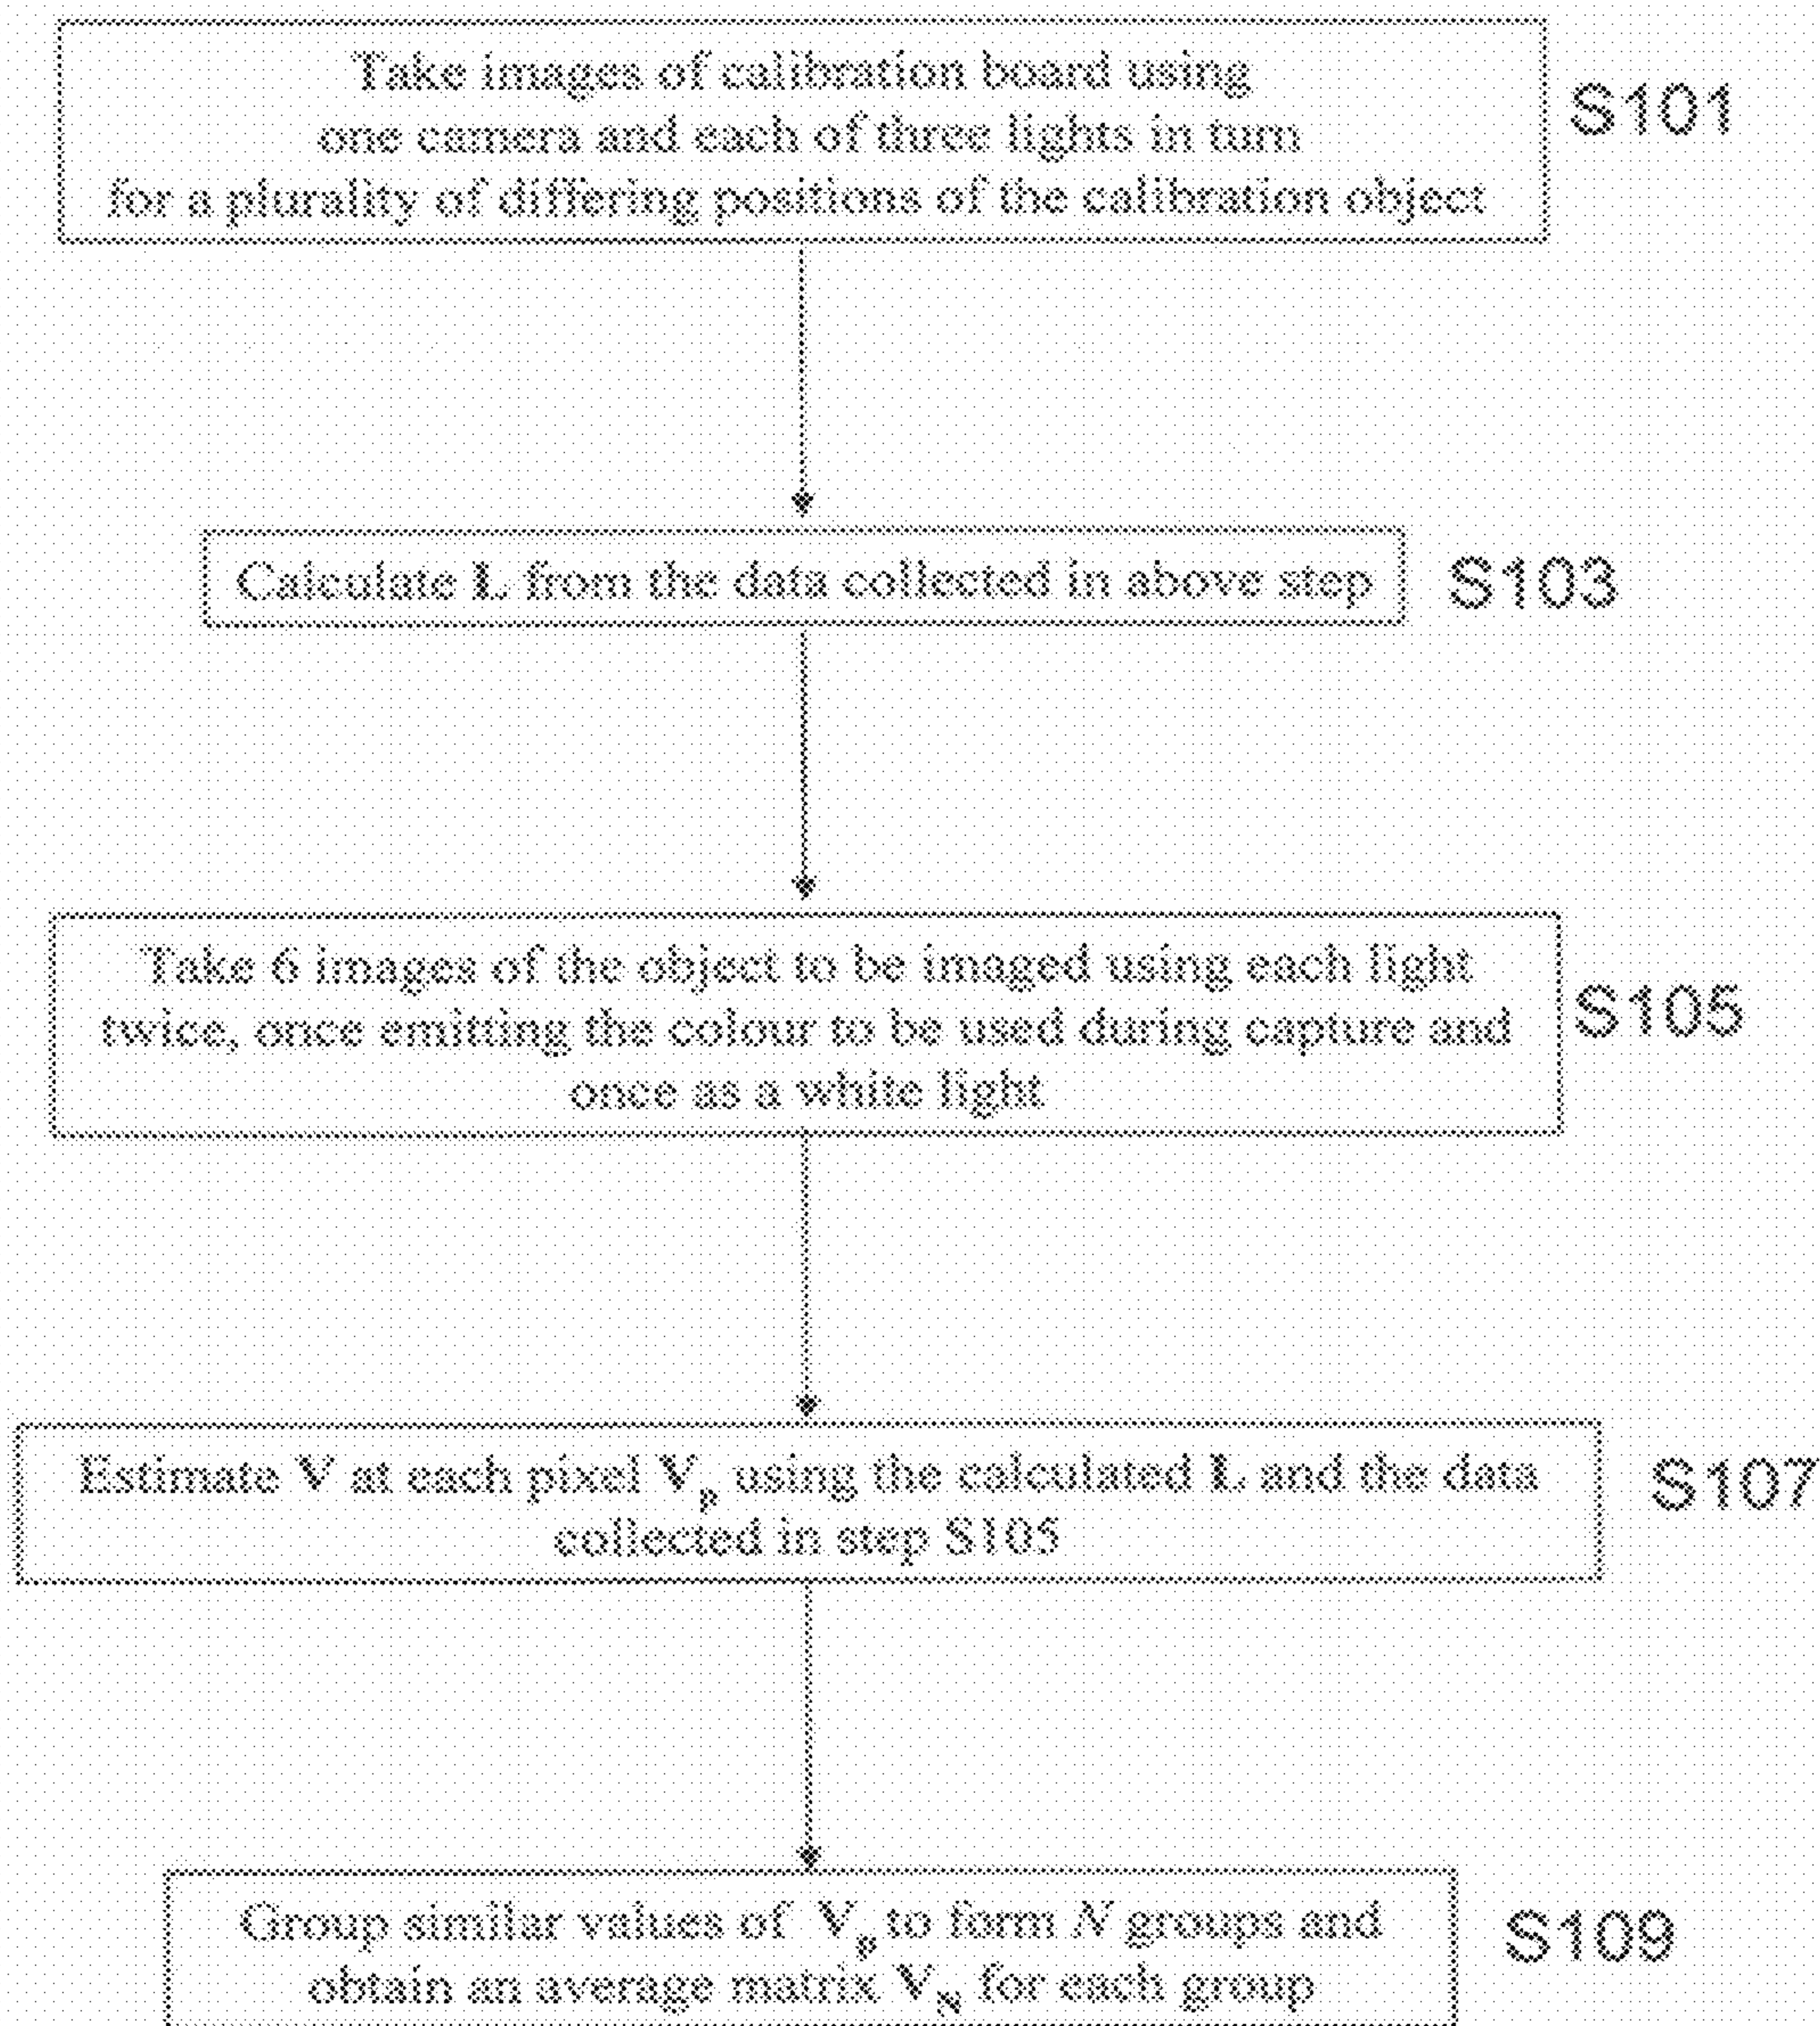 Take images of calibration board using
one camera and each of three lights in turn
for a plurality of differing positions of the calibration object
S101
Calculate L from the data collected in above step
S103
Take 6 images of the object to be imaged using each light
twice, once emitting the colour to be used during capture and
once as a white light
S105
Estimate V at each pixel Vp using the calculated L and the data
collected in step S105
S107
Group similar values of Vp to form N groups and
obtain an average matrix VN for each group
S109